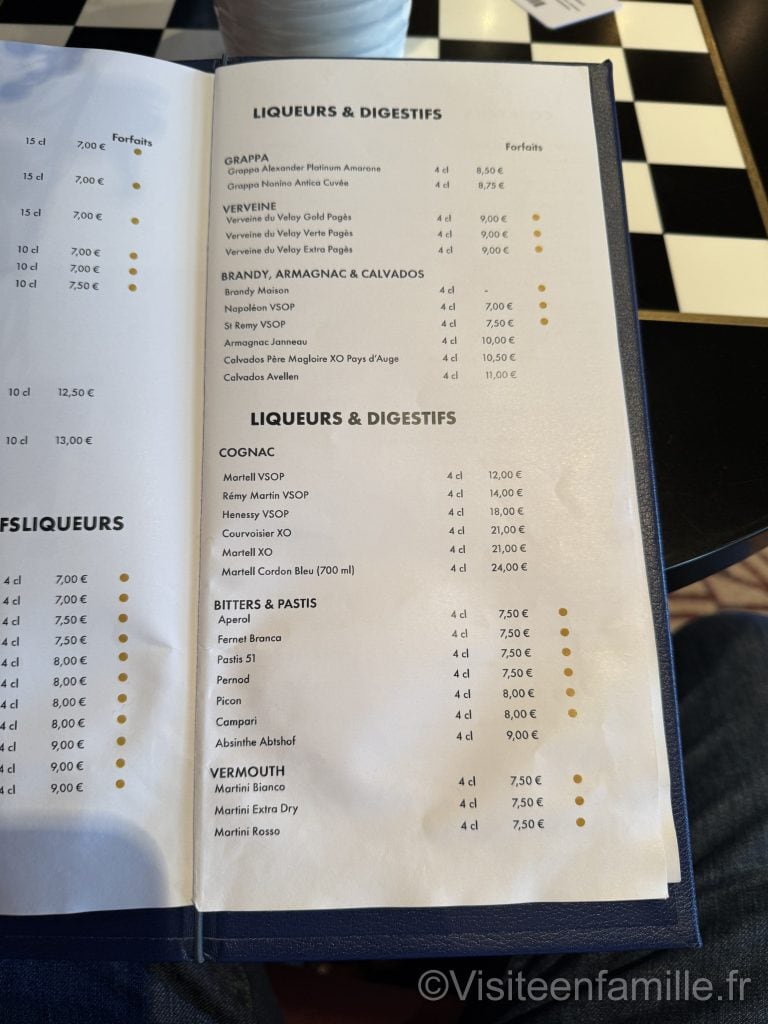 Forfaits
15 cl 7,00 €
15 cl 7,00 €
15 cl 7,00 €
10 cl 7,00 €
10 cl 7,00 €
10 cl 7,50 €
10 cl 12,50 €
10 cl 13,00 €
FSLIQUEURS
4 cl 7,00 €
4 cl 7,00 €
4 cl 7,50 €
4 cl 7,50 €
4 cl 8,00 €
4 cl 8,00 €
4 cl 8,00 €
4 cl 8,00 €
4 cl 9,00 €
4 cl 9,00 €
4 cl 9,00 €
LIQUEURS & DIGESTIFS
Forfaits
GRAPPA
Grappa Alexander Platinum Amarone 4 cl 8,50 €
Grappa Nonino Antica Cuvée 4 cl 8,75 €
VERVEINE
Verveine du Velay Gold Pagès 4 cl 9,00 €
Verveine du Velay Verte Pagès 4 cl 9,00 €
Verveine du Velay Extra Pagès 4 cl 9,00 €
BRANDY, ARMAGNAC & CALVADOS
Brandy Maison 4 cl -
Napoléon VSOP 4 cl 7,00 €
St Remy VSOP 4 cl 7,50 €
Armagnac Janneau 4 cl 10,00 €
Calvados Père Magloire XO Pays d'Auge 4 cl 10,50 €
Calvados Avellen 4 cl 11,00 €
LIQUEURS & DIGESTIFS
COGNAC
Martell VSOP 4 cl 12,00 €
Rémy Martin VSOP 4 cl 14,00 €
Henessy VSOP 4 cl 18,00 €
Courvoisier XO 4 cl 21,00 €
Martell XO 4 cl 21,00 €
Martell Cordon Bleu (700 ml) 4 cl 24,00 €
BITTERS & PASTIS
Aperol 4 cl 7,50 €
Fernet Branca 4 cl 7,50 €
Pastis 51 4 cl 7,50 €
Pernod 4 cl 7,50 €
Picon 4 cl 8,00 €
Campari 4 cl 8,00 €
Absinthe Abtshof 4 cl 9,00 €
VERMOUTH
Martini Bianco 4 cl 7,50 €
Martini Extra Dry 4 cl 7,50 €
Martini Rosso 4 cl 7,50 €
©Visiteenfamille.fr